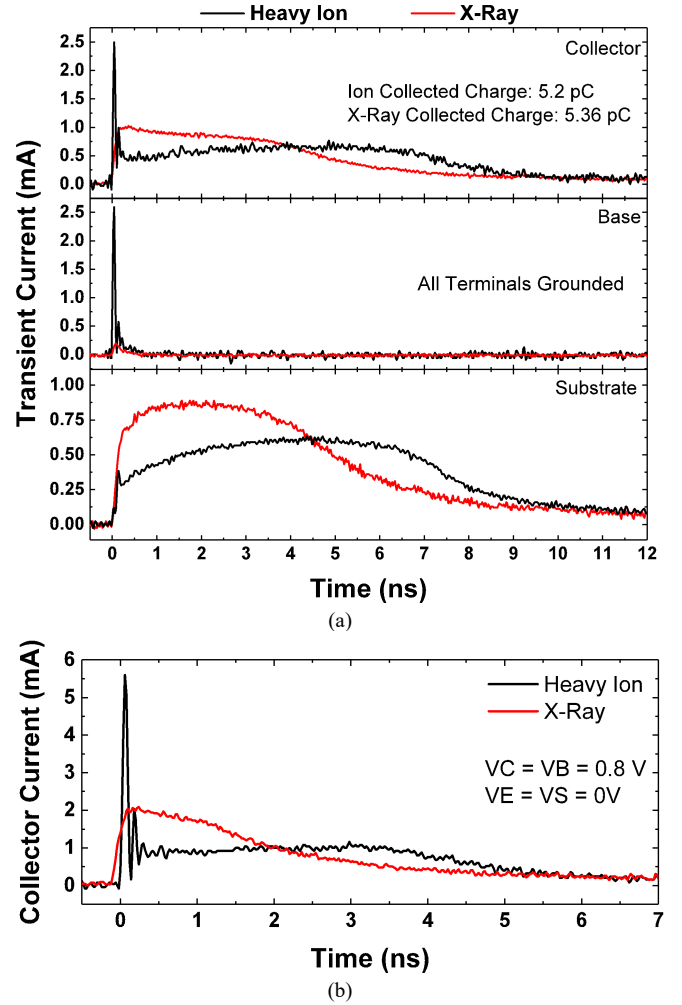 Heavy Ion X-Ray
Transient Current (mA)
2.5
2.0
1.5
1.0
0.5
0.0
Collector
Ion Collected Charge: 5.2 pC
X-Ray Collected Charge: 5.36 pC
2.5
2.0
1.5
1.0
0.5
0.0
Base
All Terminals Grounded
1.00
0.75
0.50
0.25
0.00
Substrate
0 1 2 3 4 5 6 7 8 9 10 11 12
Time (ns)
(a)
Collector Current (mA)
6
5
4
3
2
1
0
Heavy Ion
X-Ray
VC = VB = 0.8 V
VE = VS = 0V
0 1 2 3 4 5 6 7
Time (ns)
(b)